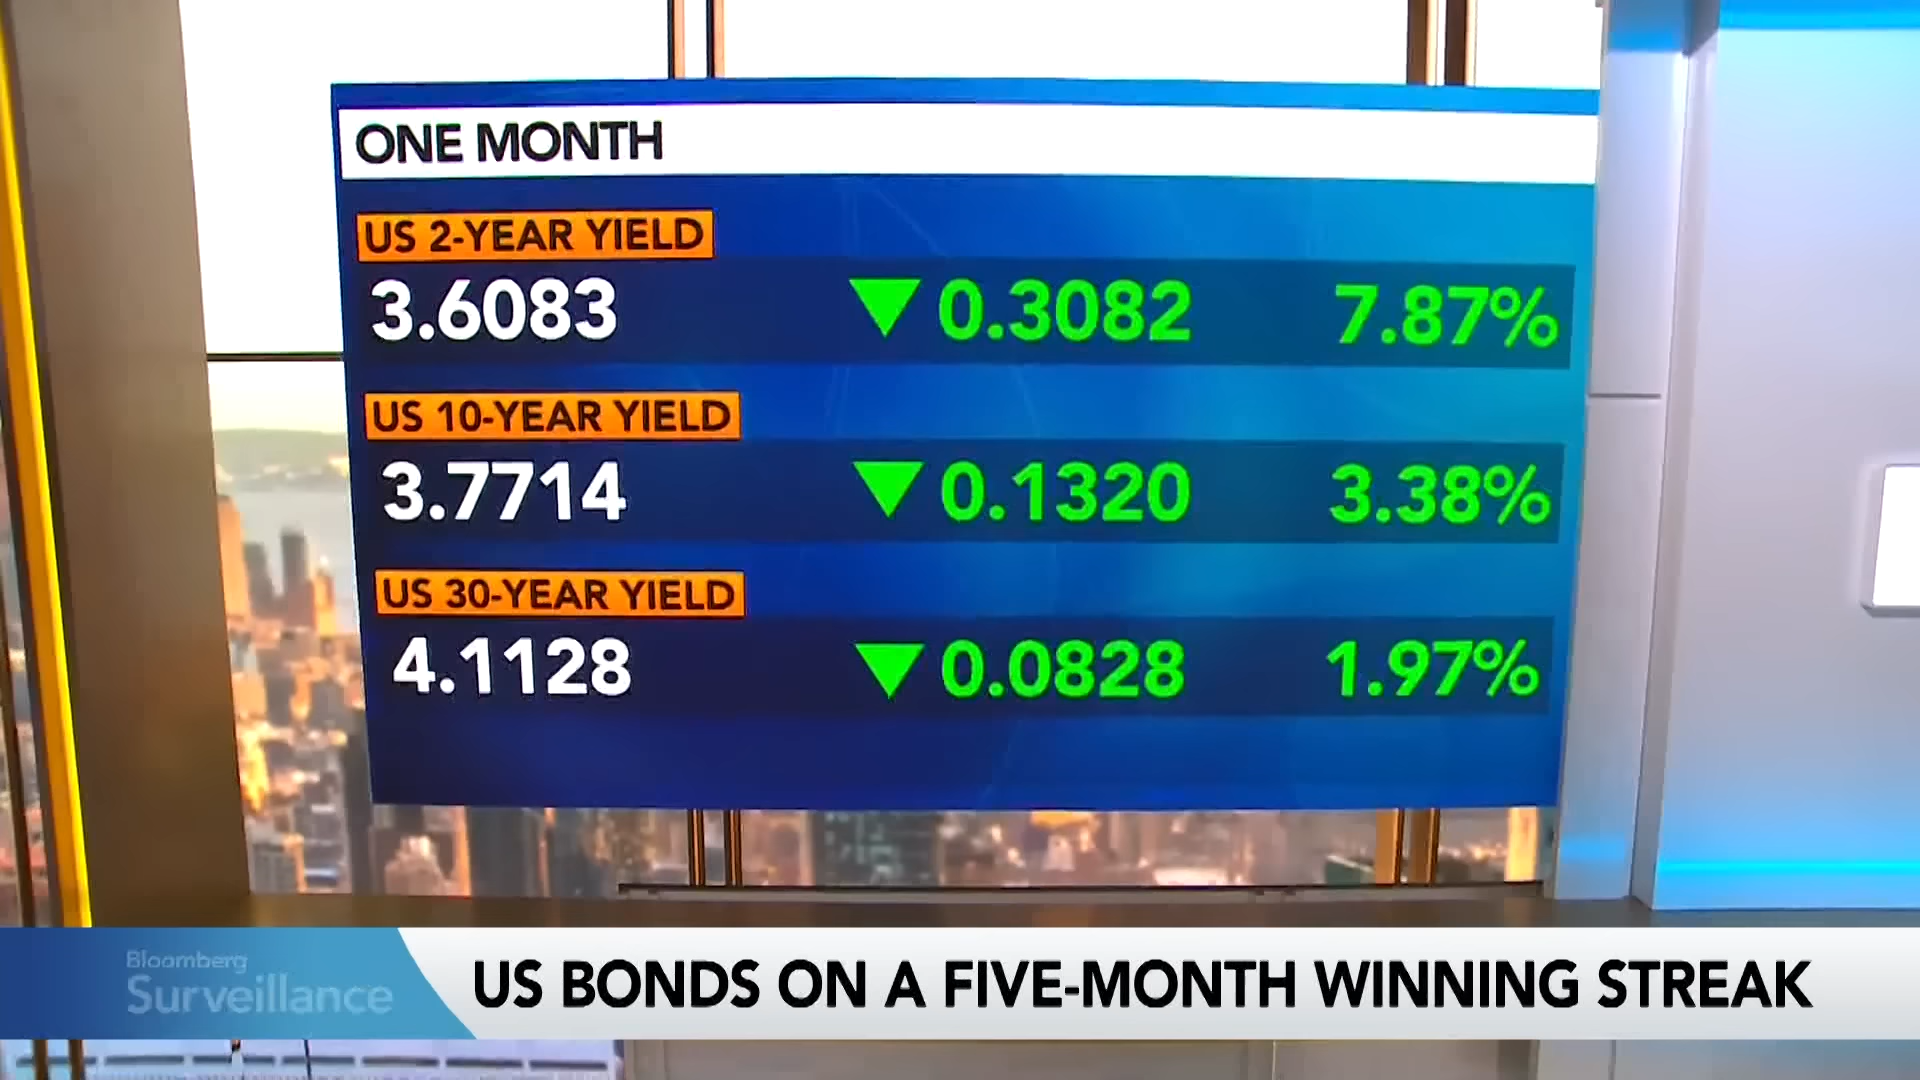 ONE MONTH
US 2-YEAR YIELD
3.6083 ▼ 0.3082 7.87%
US 10-YEAR YIELD
3.7714 ▼ 0.1320 3.38%
US 30-YEAR YIELD
4.1128 ▼ 0.0828 1.97%
Bloomberg
Surveillance
US BONDS ON A FIVE-MONTH WINNING STREAK